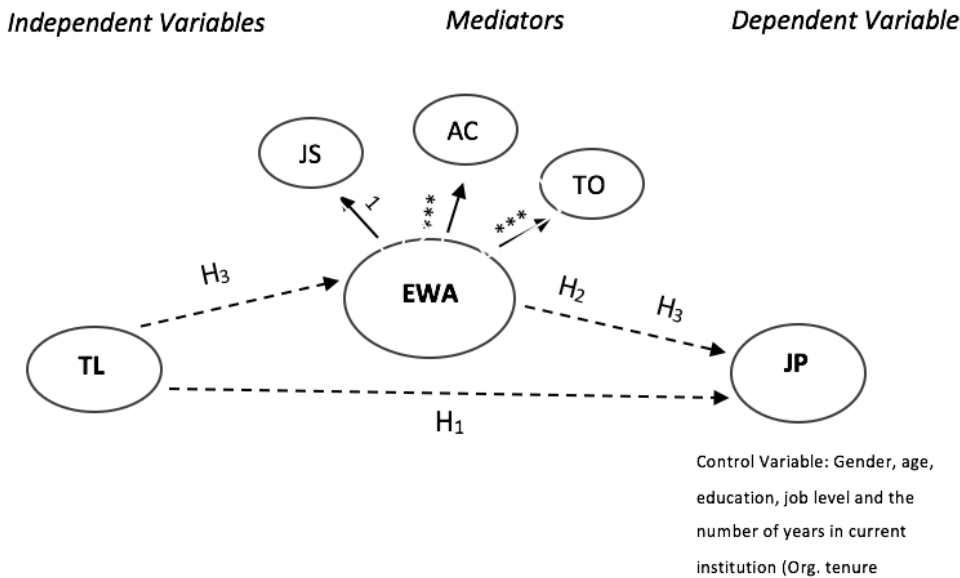 Independent Variables
Mediators
Dependent Variable
AC
JS
TO
1
***
***
EWA
H₃
H₂
H₃
TL
JP
H₁
Control Variable: Gender, age,
education, job level and the
number of years in current
institution (Org. tenure